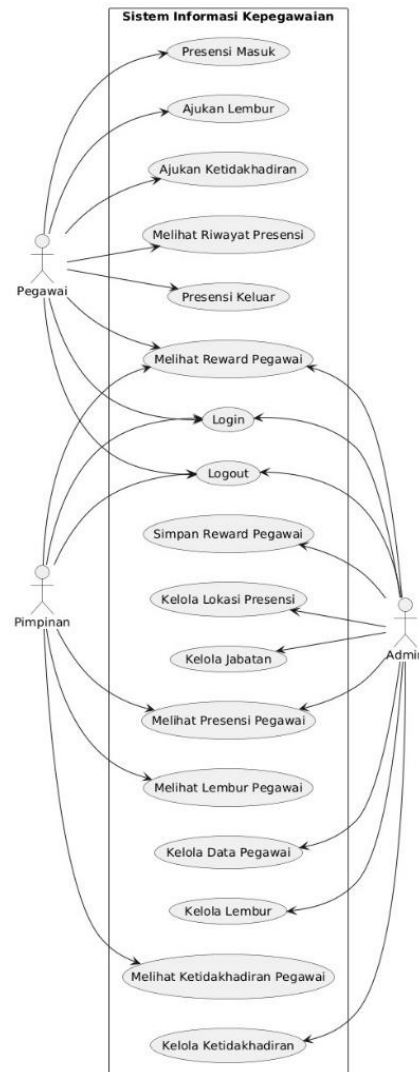 Sistem Informasi Kepegawaian
Presensi Masuk
Ajukan Lembur
Ajukan Ketidakhadiran
Melihat Riwayat Presensi
Pegawai
Presensi Keluar
Melihat Reward Pegawai
Login
Logout
Simpan Reward Pegawai
Kelola Lokasi Presensi
Pimpinan
Kelola Jabatan
Admin
Melihat Presensi Pegawai
Melihat Lembur Pegawai
Kelola Data Pegawai
Kelola Lembur
Melihat Ketidakhadiran Pegawai
Kelola Ketidakhadiran